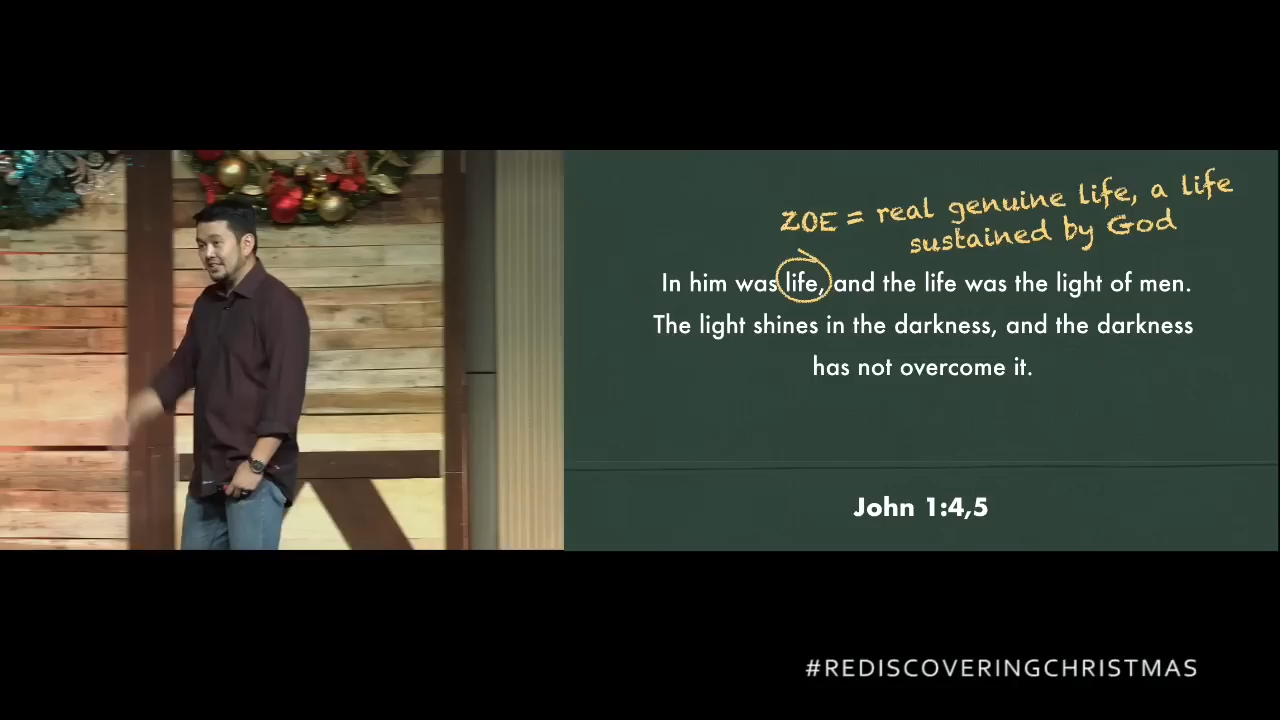 ZOE = real genuine life, a life
sustained by God
In him was life, and the life was the light of men.
The light shines in the darkness, and the darkness
has not overcome it.
John 1:4,5
#REDISCOVERINGCHRISTMAS